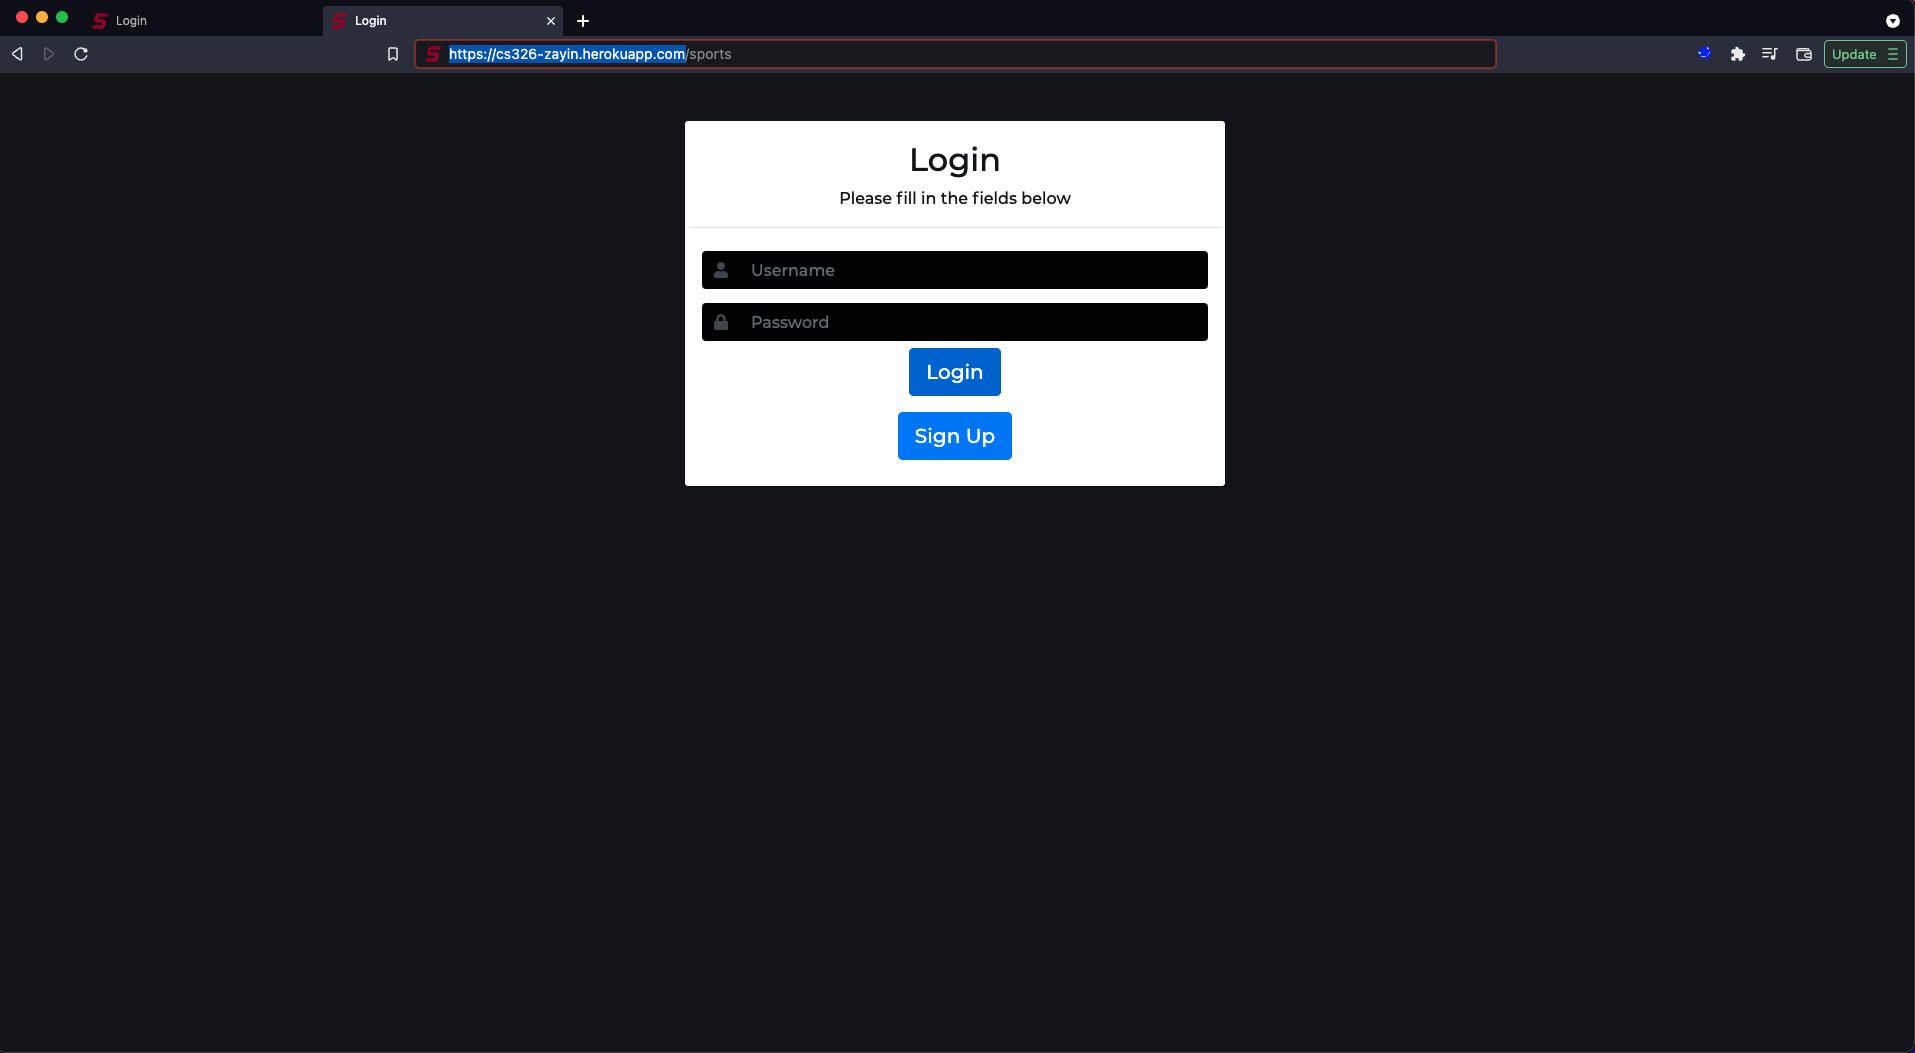 Login
Login
https://cs326-zayin.herokuapp.com/sports
Update
Login
Please fill in the fields below
Username
Password
Login
Sign Up